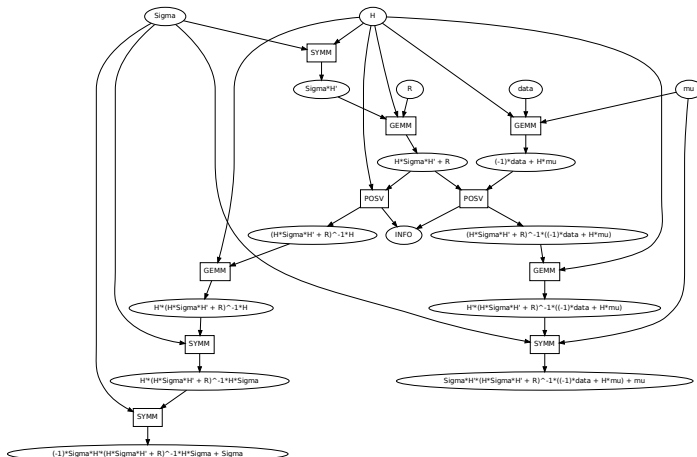 Sigma
H
SYMM
Sigma*H'
R
data
mu
GEMM
GEMM
H*Sigma*H' + R
(-1)*data + H*mu
POSV
POSV
(H*Sigma*H' + R)^-1*H
INFO
(H*Sigma*H' + R)^-1*((-1)*data + H*mu)
GEMM
GEMM
H'*(H*Sigma*H' + R)^-1*H
H'*(H*Sigma*H' + R)^-1*((-1)*data + H*mu)
SYMM
SYMM
H'*(H*Sigma*H' + R)^-1*H*Sigma
Sigma*H'*(H*Sigma*H' + R)^-1*((-1)*data + H*mu) + mu
SYMM
(-1)*Sigma*H'*(H*Sigma*H' + R)^-1*H*Sigma + Sigma